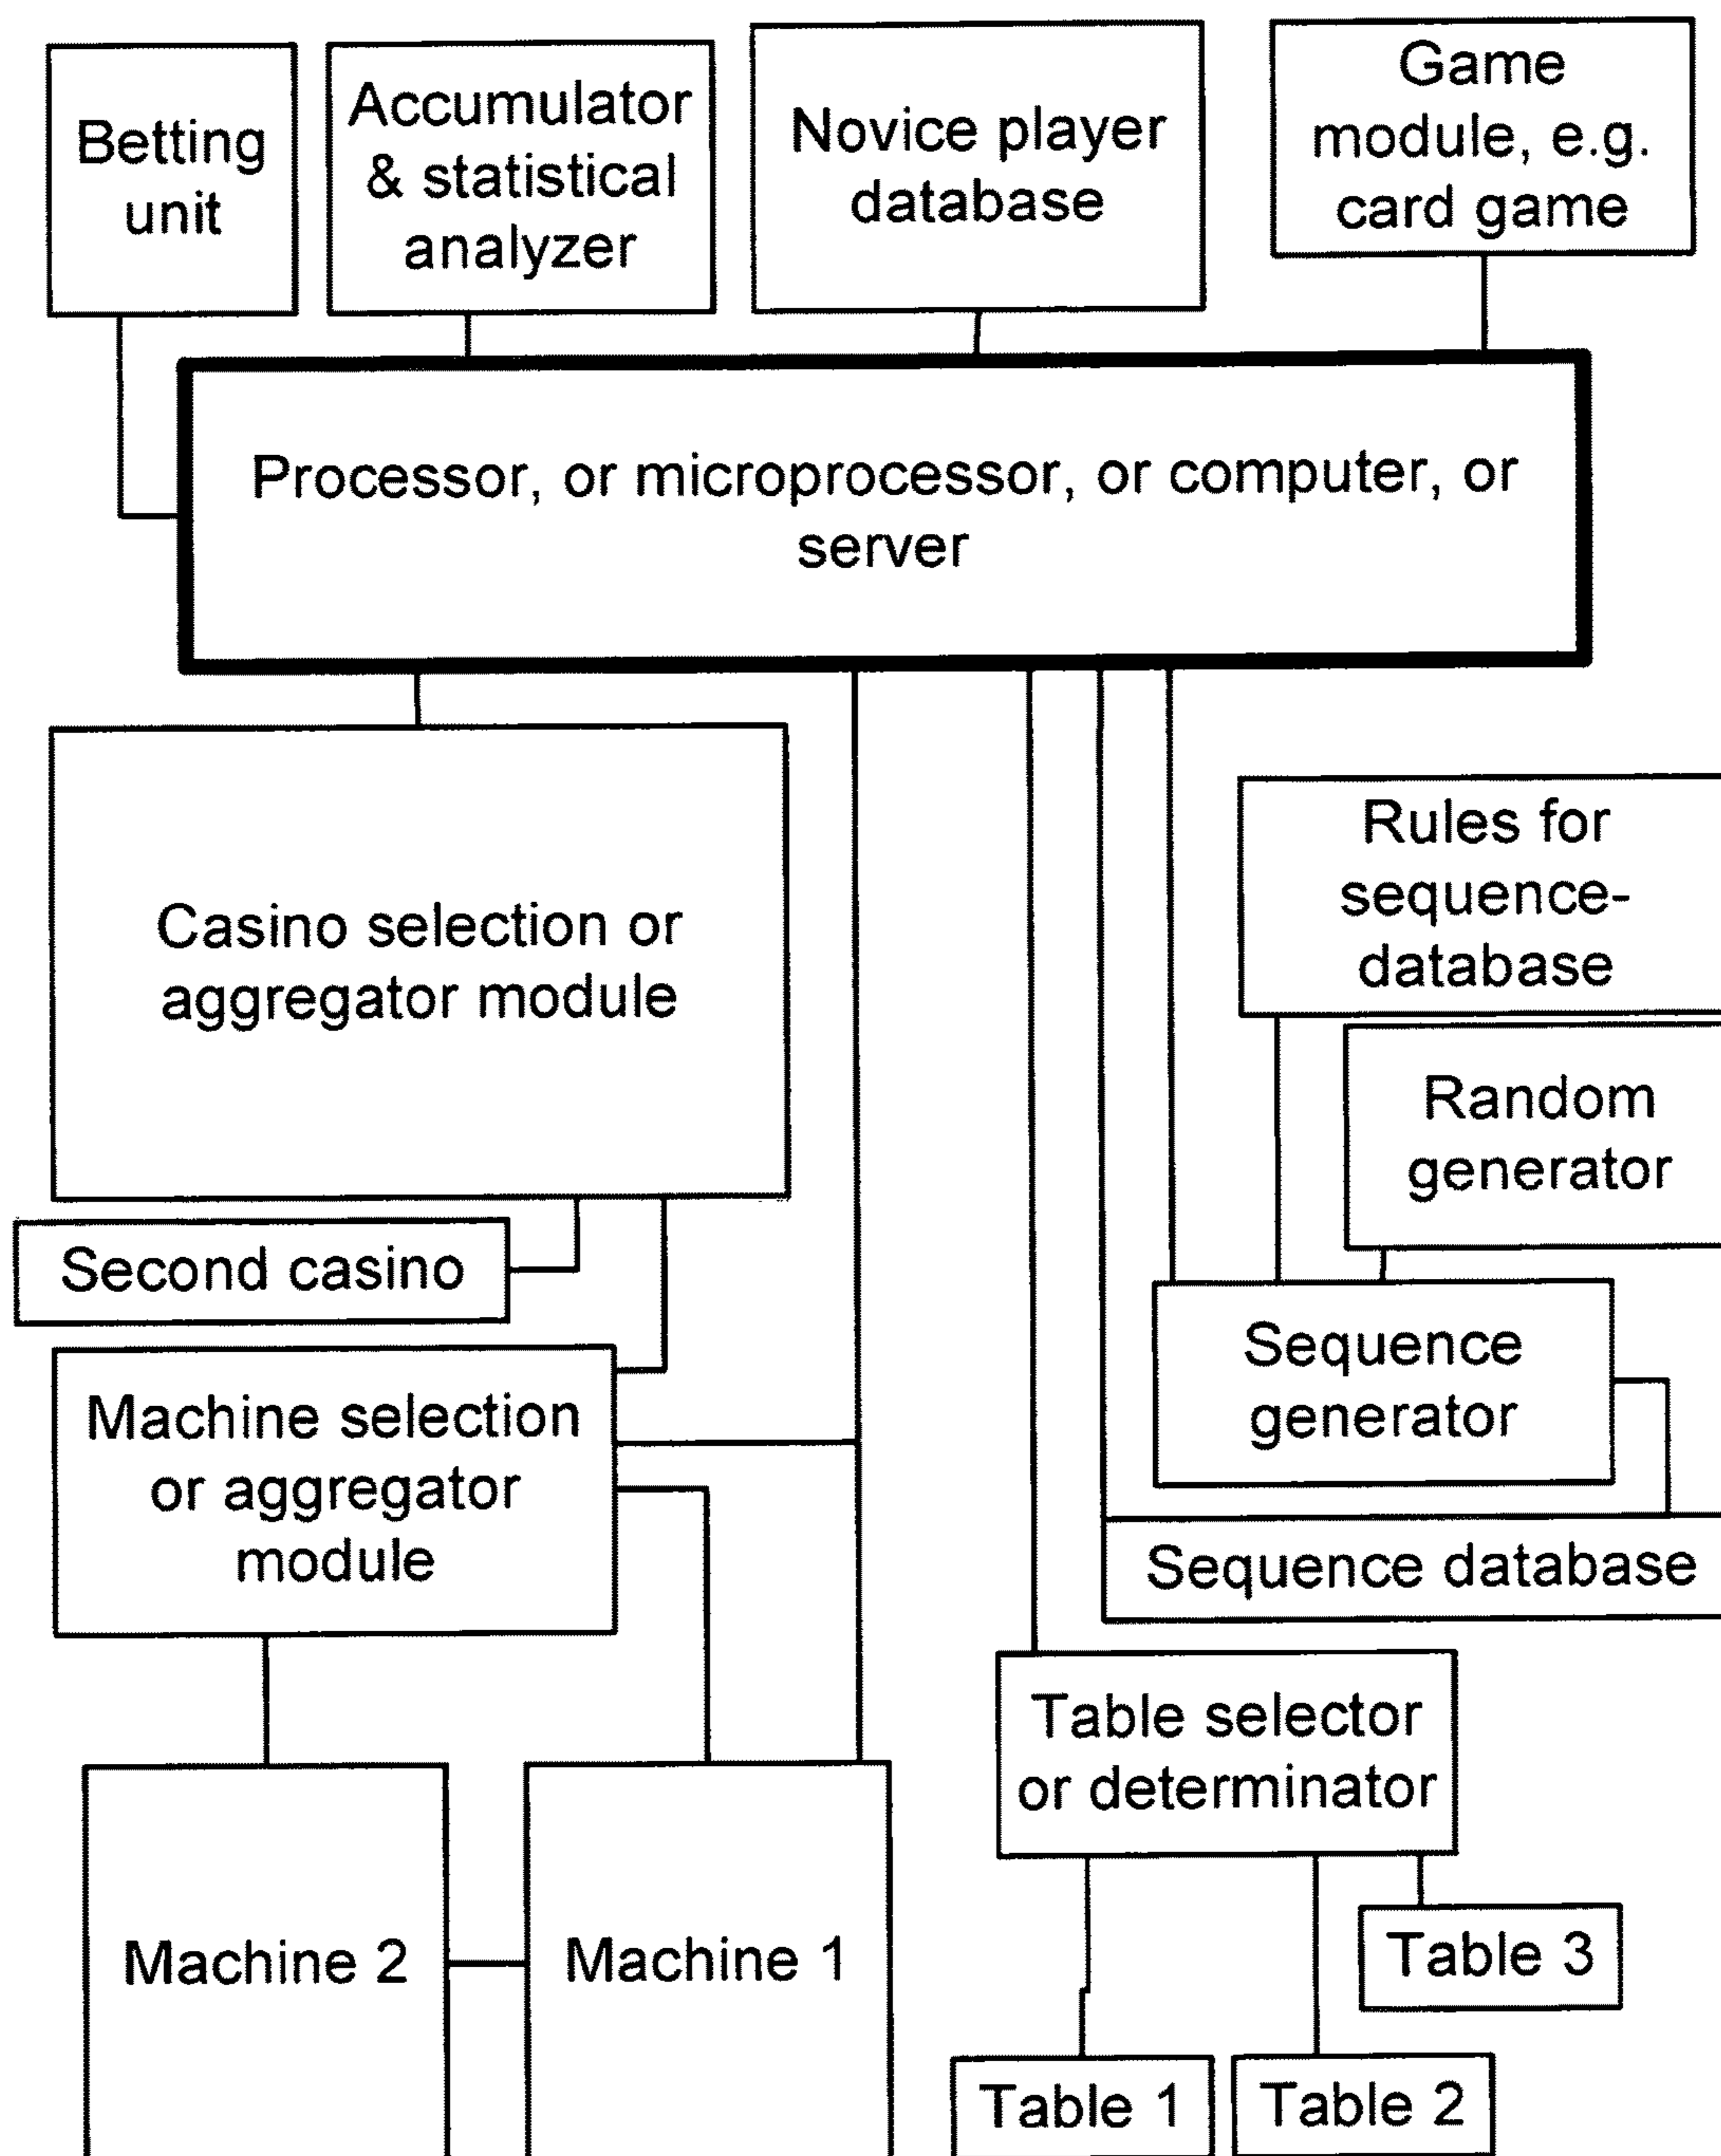 Betting
unit
Accumulator
& statistical
analyzer
Novice player
database
Game
module, e.g.
card game
Processor, or microprocessor, or computer, or
server
Casino selection or
aggregator module
Rules for
sequence-
database
Random
generator
Second casino
Sequence
generator
Machine selection
or aggregator
module
Sequence database
Table selector
or determinator
Machine 2
Machine 1
Table 3
Table 1
Table 2